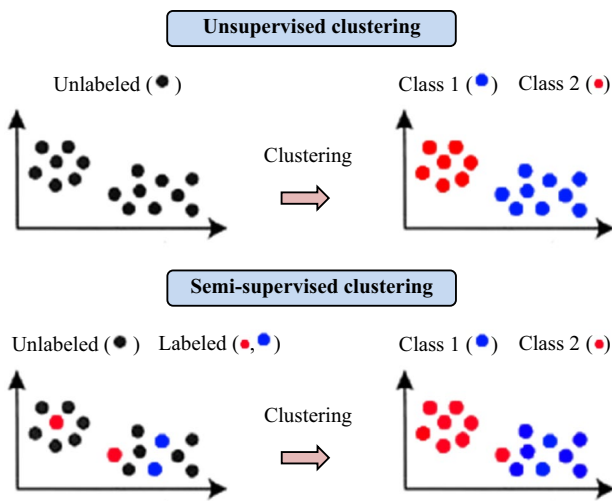 Unsupervised clustering
Unlabeled ( ) Class 1 ( ) Class 2 ( )
Clustering
Semi-supervised clustering
Unlabeled ( ) Labeled ( , ) Class 1 ( ) Class 2 ( )
Clustering